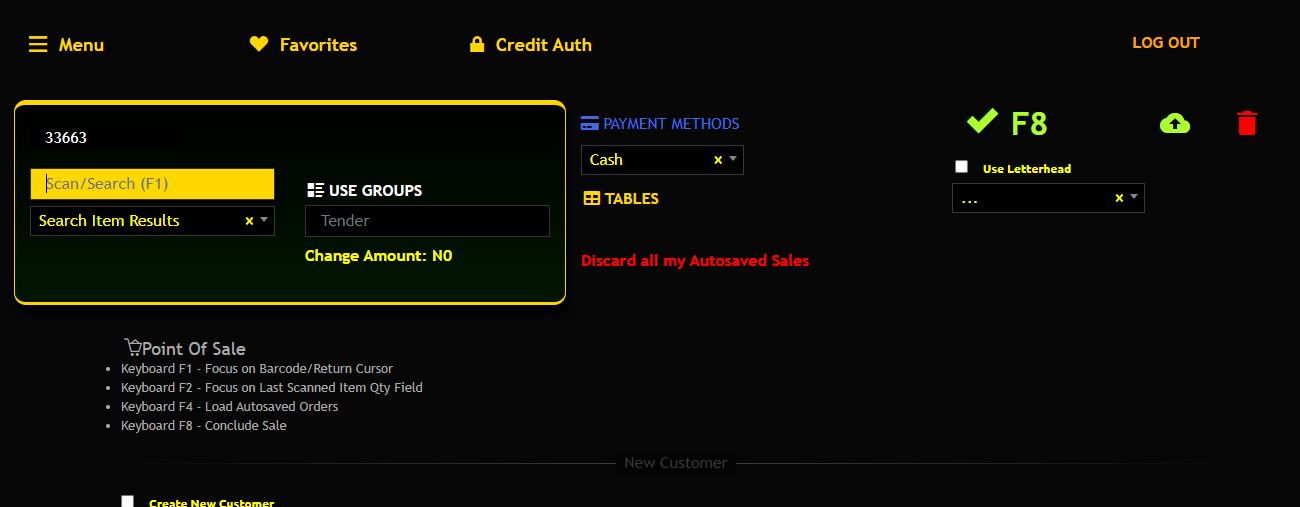 Menu
Favorites
Credit Auth
LOG OUT
33663
Scan/Search (F1)
Search Item Results ×
USE GROUPS
Tender
Change Amount: N0
PAYMENT METHODS
Cash ×
TABLES
Discard all my Autosaved Sales
F8
Use Letterhead
... ×
Point Of Sale
Keyboard F1 - Focus on Barcode/Return Cursor
Keyboard F2 - Focus on Last Scanned Item Qty Field
Keyboard F4 - Load Autosaved Orders
Keyboard F8 - Conclude Sale
New Customer
Create New Customer